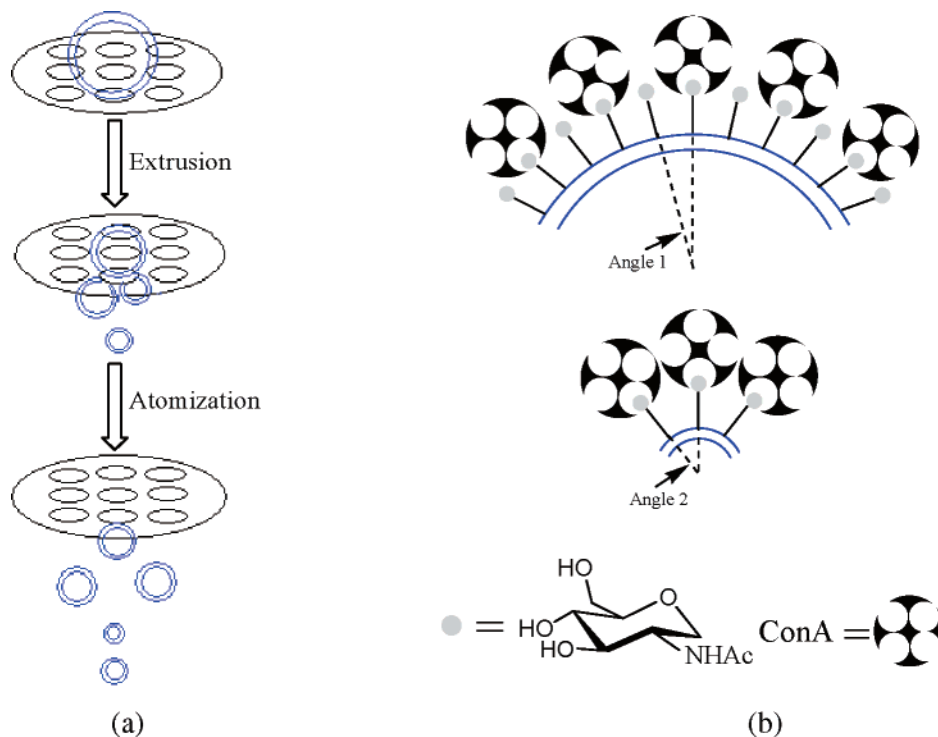 Extrusion
Atomization
(a)
Angle 1
Angle 2
HO
O
HO
HO
NHAc
=
ConA =
(b)